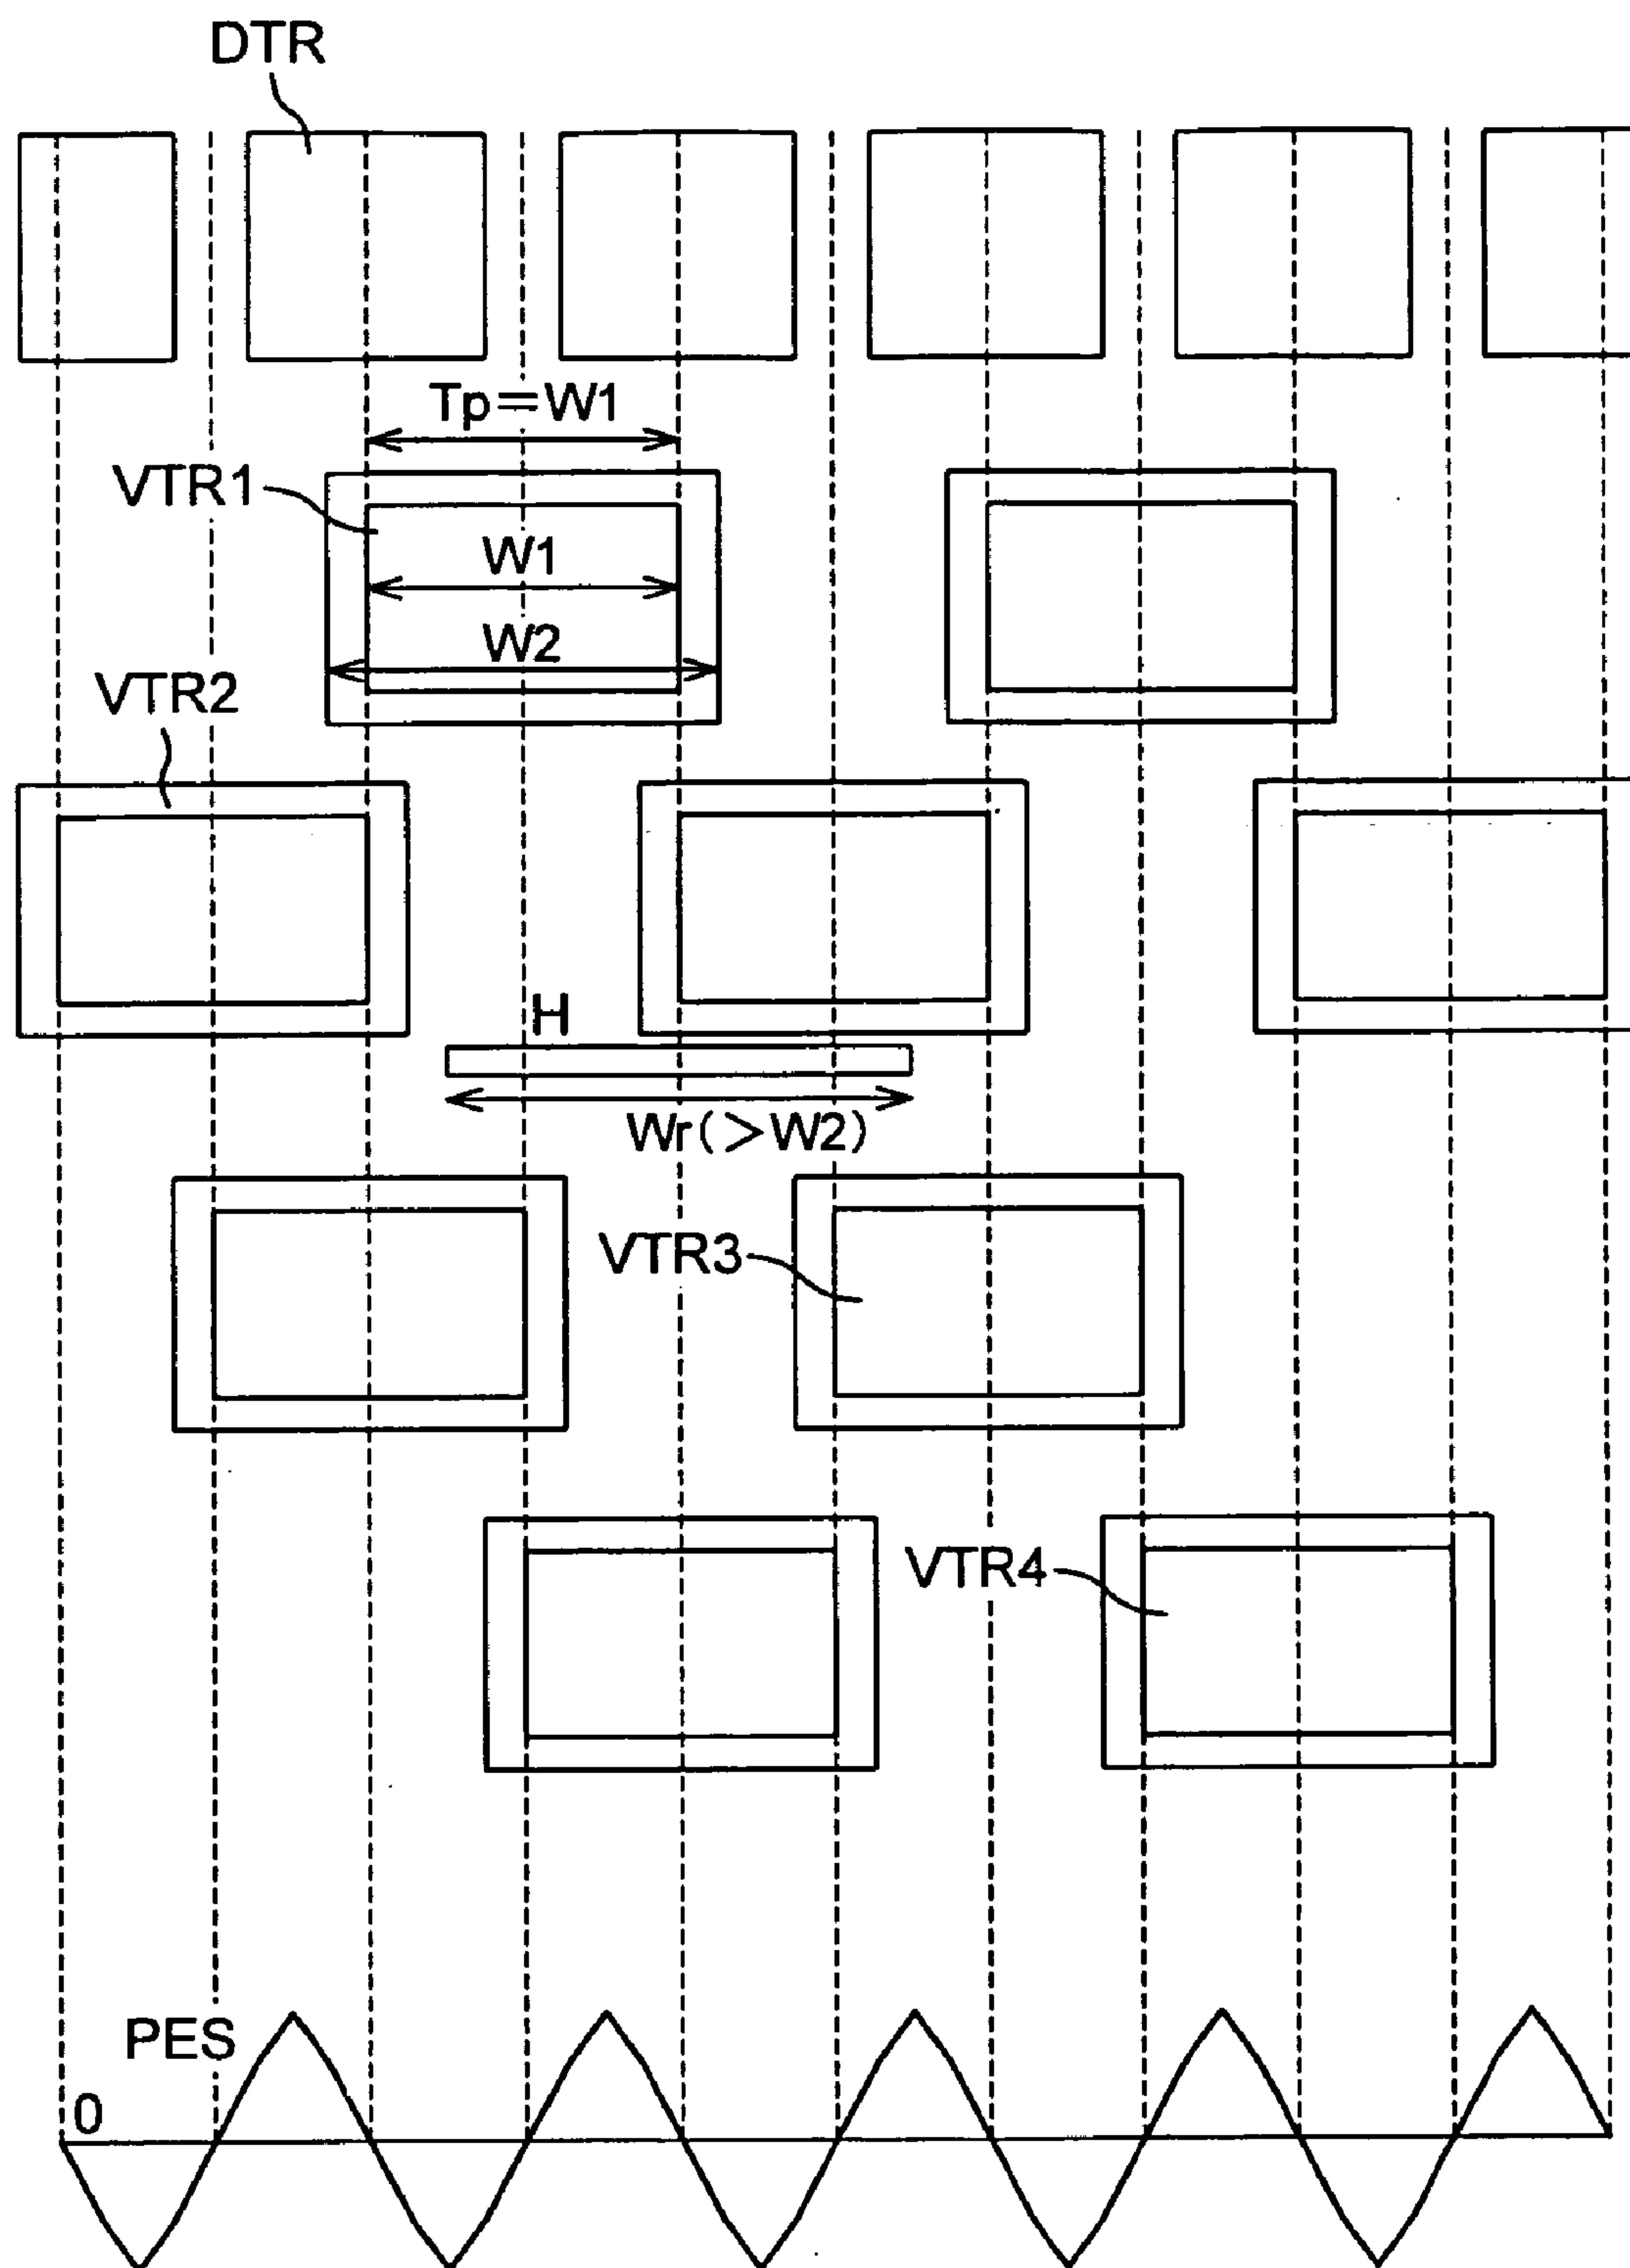 DTR
Tp=W1
VTR1
W1
W2
VTR2
H
Wr(>W2)
VTR3
VTR4
PES
0